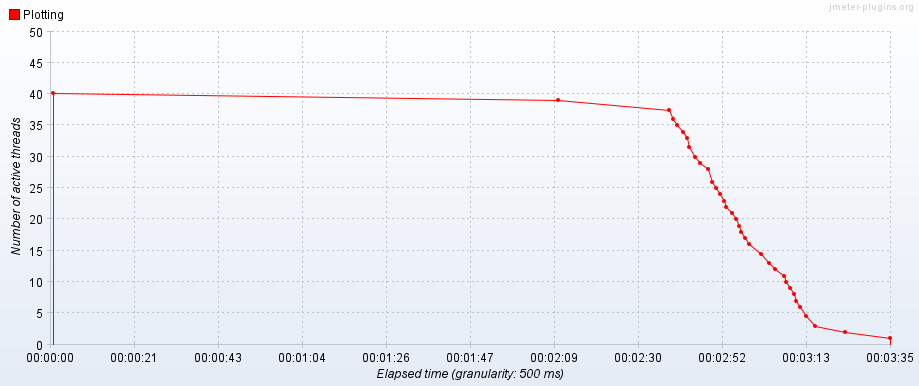 jmeter-plugins.org
Plotting
50
45
40
35
30
25
20
15
10
5
0
Number of active threads
00:00:00 00:00:21 00:00:43 00:01:04 00:01:26 00:01:47 00:02:09 00:02:30 00:02:52 00:03:13 00:03:35
Elapsed time (granularity: 500 ms)